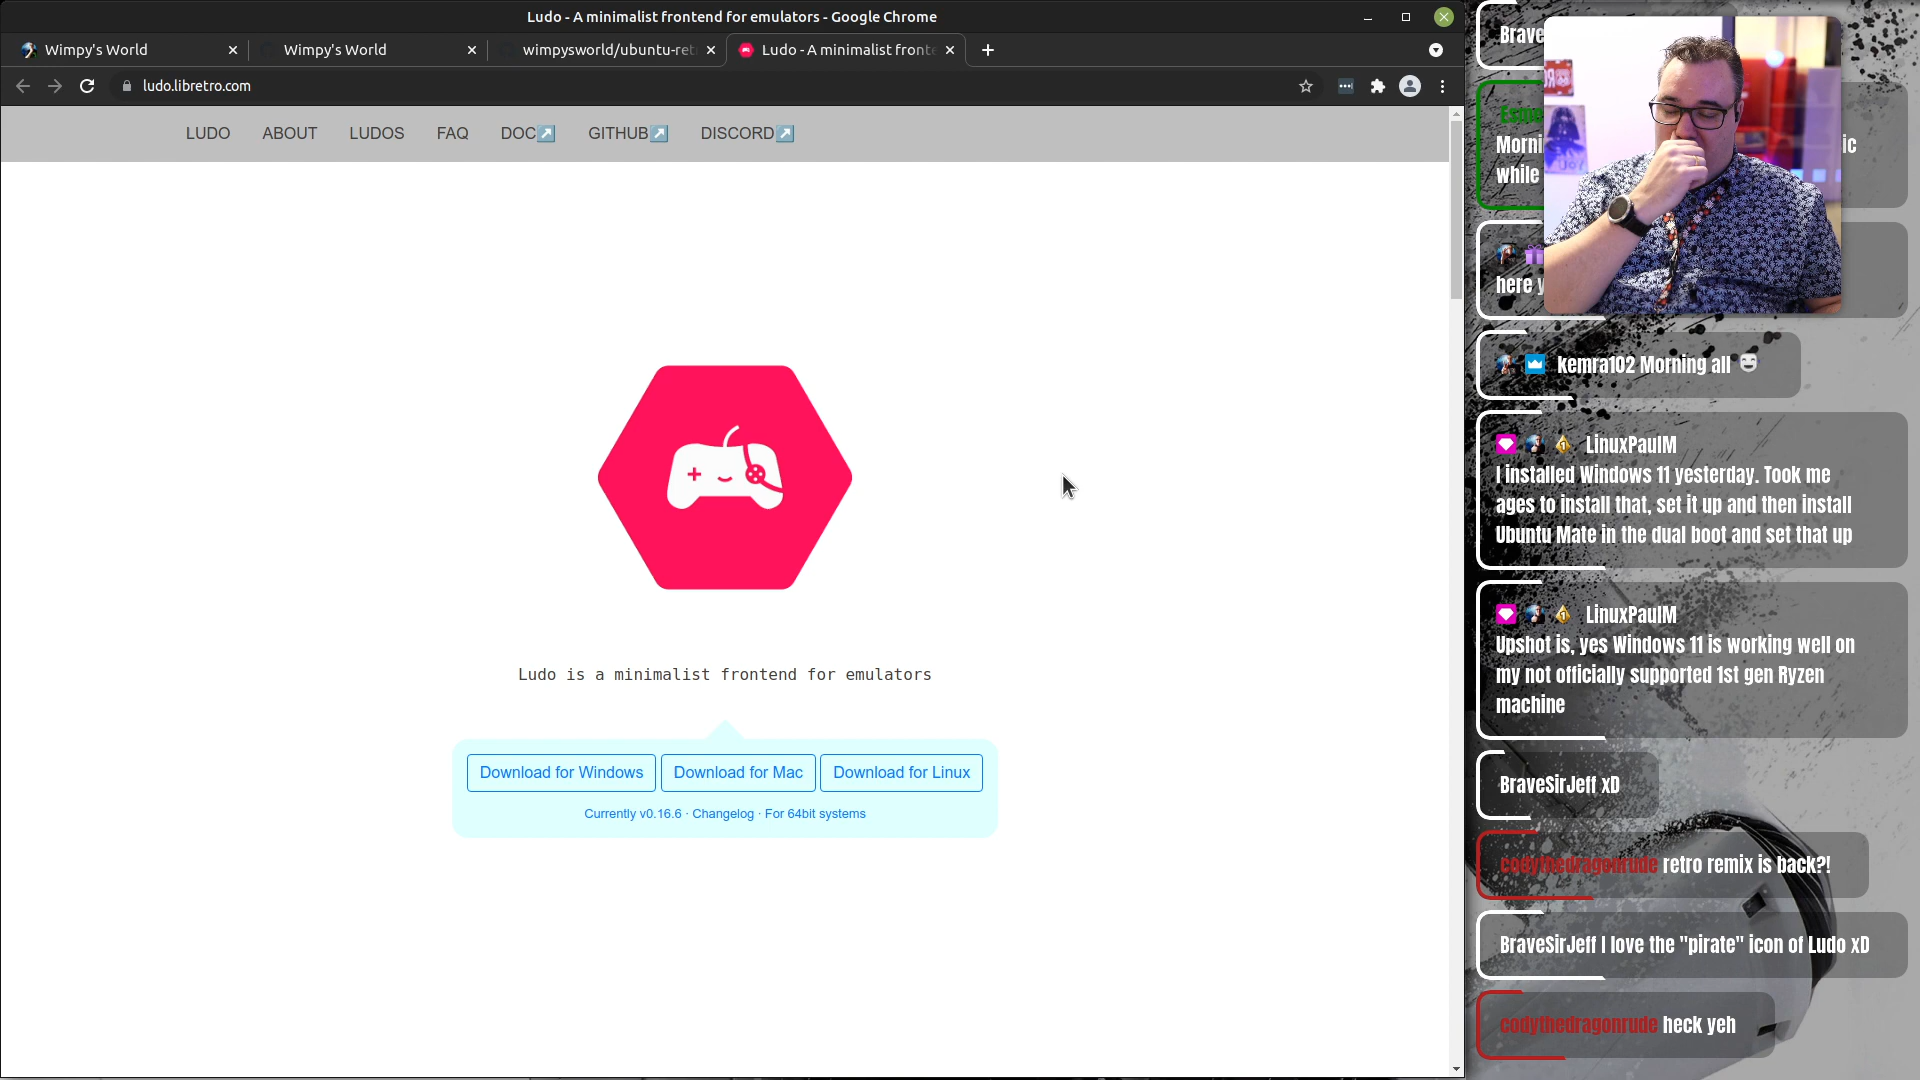 Ludo - A minimalist frontend for emulators - Google Chrome
Wimpy's World
Wimpy's World
wimpysworld/ubuntu-ret
Ludo - A minimalist fronte
ludo.libretro.com
LUDO ABOUT LUDOS FAQ DOC GITHUB DISCORD
Ludo is a minimalist frontend for emulators
Download for Windows
Download for Mac
Download for Linux
Currently v0.16.6 · Changelog · For 64bit systems
Brave
Morni ic
while
here y
kemra102 Morning all
LinuxPaulM
I installed Windows 11 yesterday. Took me
ages to install that, set it up and then install
Ubuntu Mate in the dual boot and set that up
LinuxPaulM
Upshot is, yes Windows 11 is working well on
my not officially supported 1st gen Ryzen
machine
BraveSirJeff xD
codythedragonrude retro remix is back?!
BraveSirJeff I love the "pirate" icon of Ludo xD
codythedragonrude heck yeh